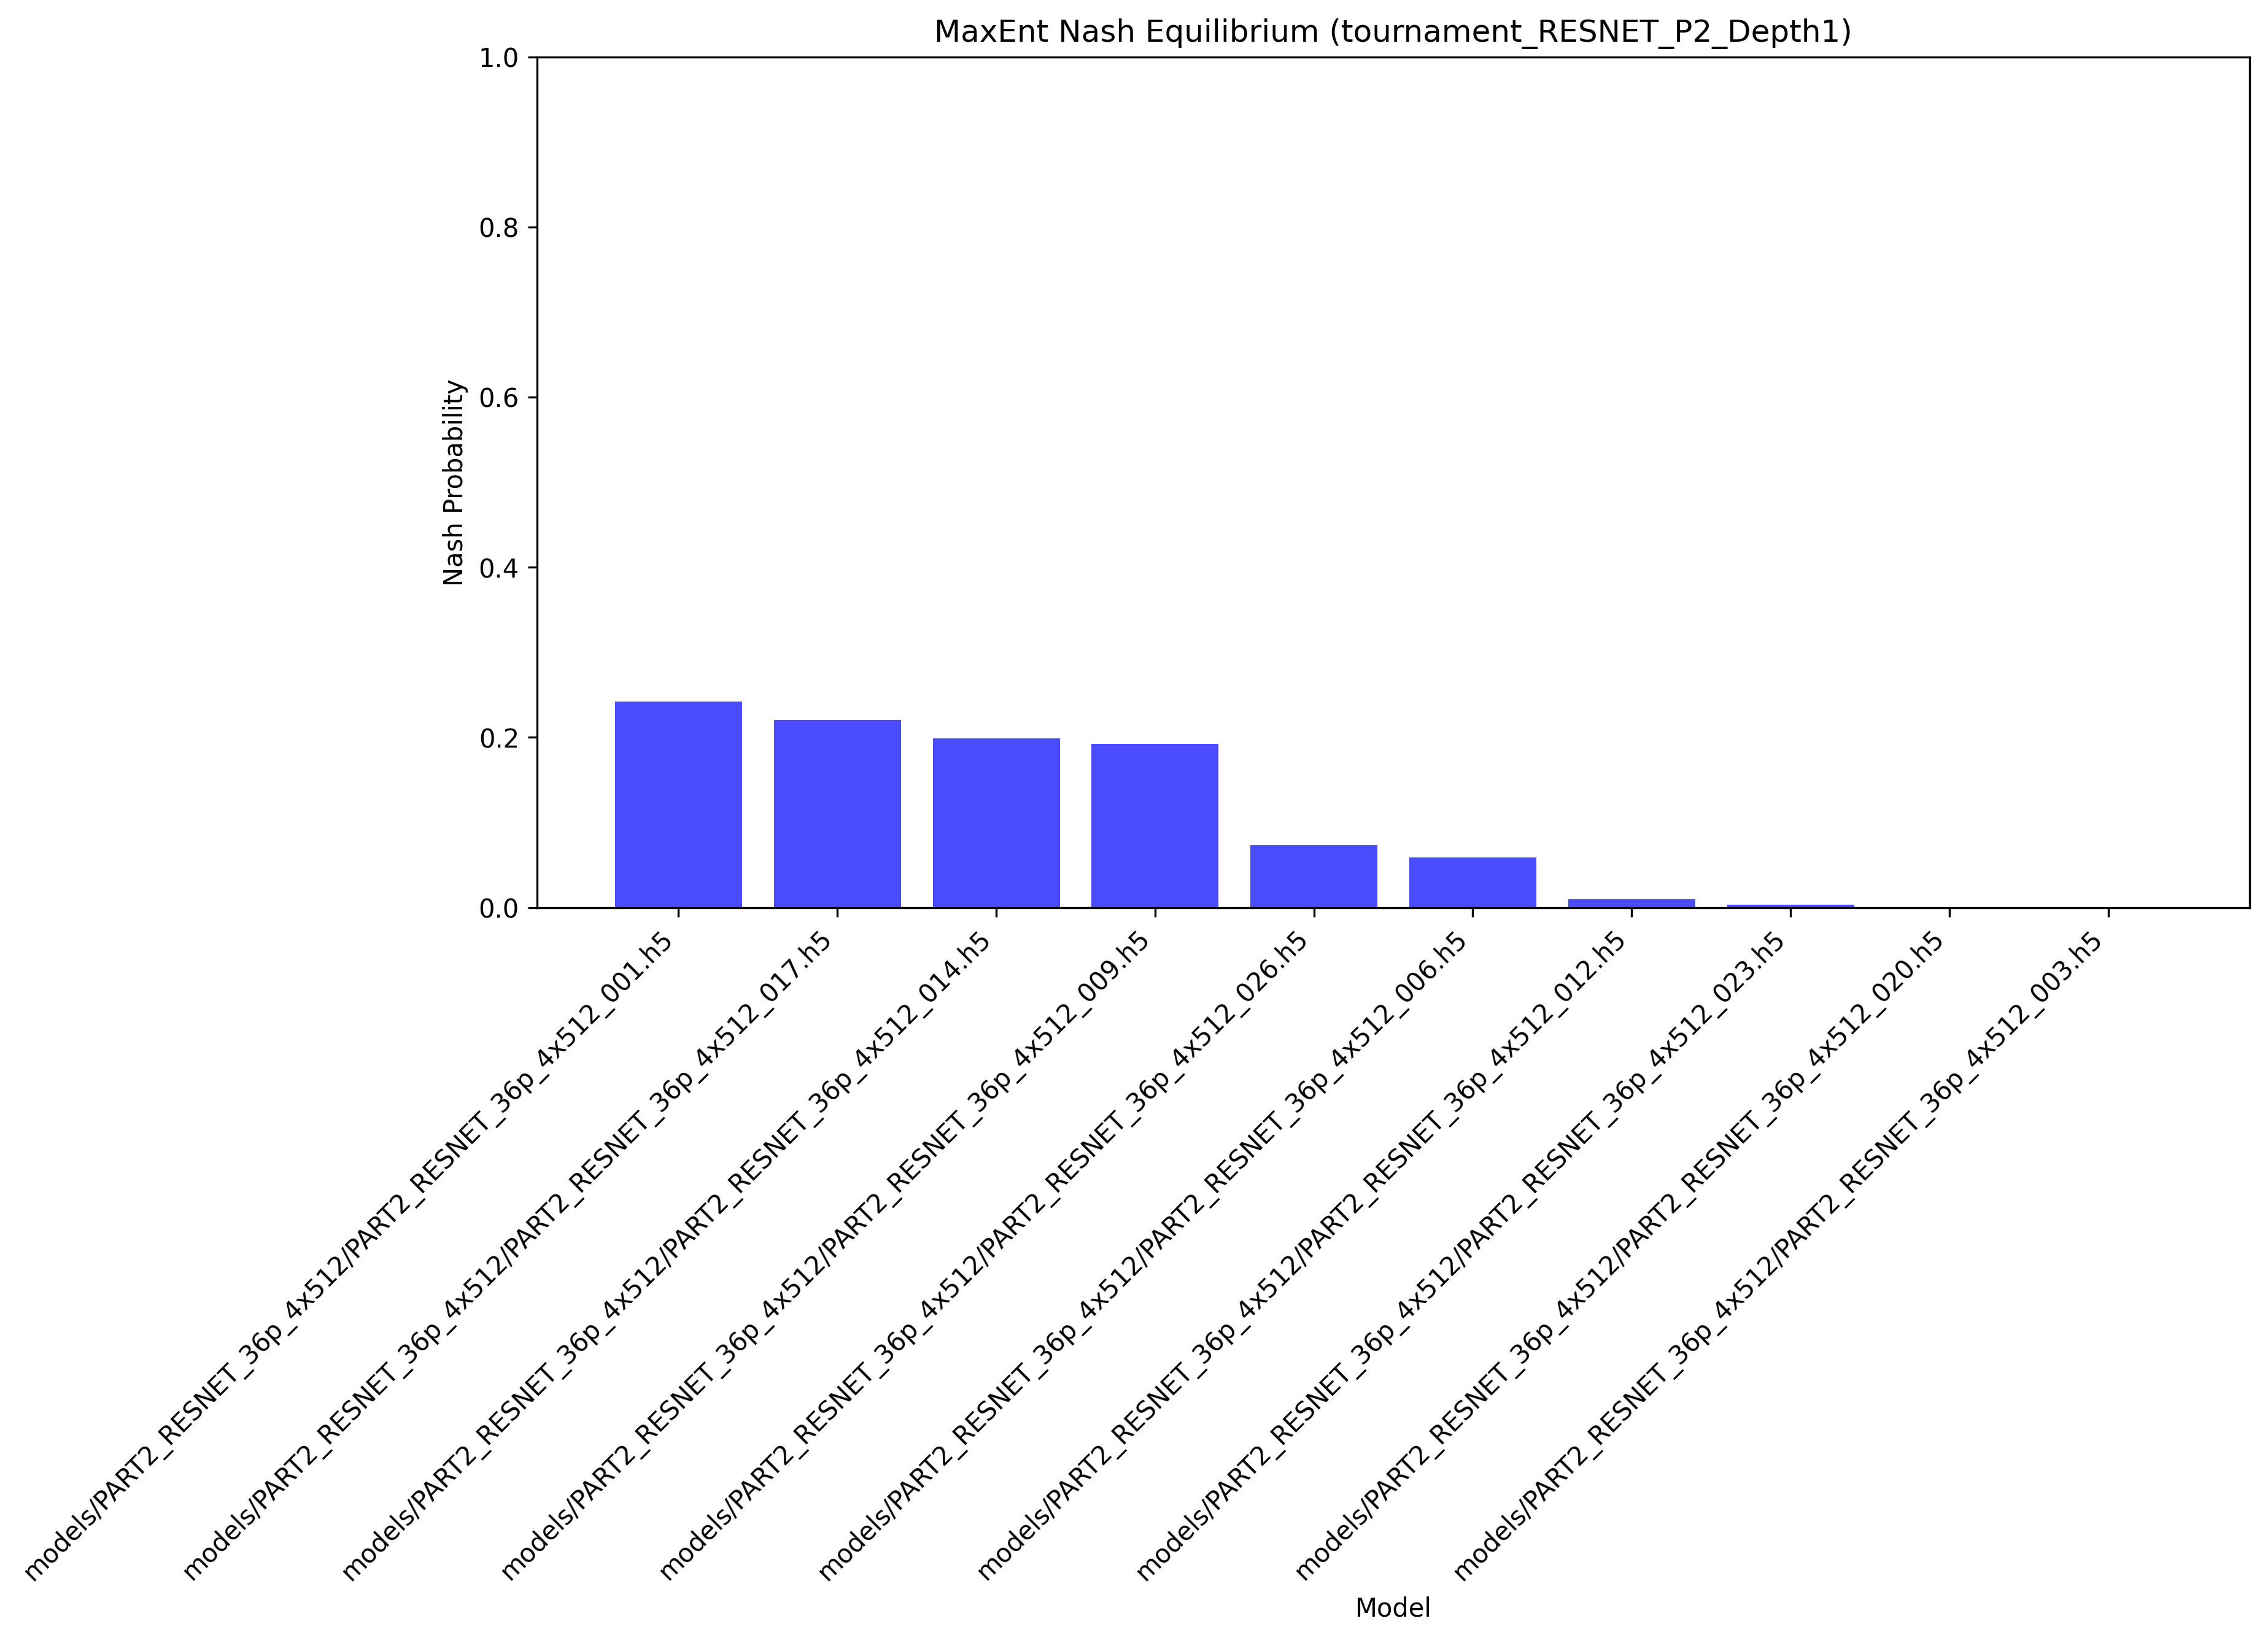 MaxEnt Nash Equilibrium (tournament_RESNET_P2_Depth1)
1.0
0.8
0.6
0.4
0.2
0.0
Nash Probability
models/PART2_RESNET_36p_4x512/PART2_RESNET_36p_4x512_001.h5
models/PART2_RESNET_36p_4x512/PART2_RESNET_36p_4x512_017.h5
models/PART2_RESNET_36p_4x512/PART2_RESNET_36p_4x512_014.h5
models/PART2_RESNET_36p_4x512/PART2_RESNET_36p_4x512_009.h5
models/PART2_RESNET_36p_4x512/PART2_RESNET_36p_4x512_026.h5
models/PART2_RESNET_36p_4x512/PART2_RESNET_36p_4x512_006.h5
models/PART2_RESNET_36p_4x512/PART2_RESNET_36p_4x512_012.h5
models/PART2_RESNET_36p_4x512/PART2_RESNET_36p_4x512_023.h5
models/PART2_RESNET_36p_4x512/PART2_RESNET_36p_4x512_020.h5
models/PART2_RESNET_36p_4x512/PART2_RESNET_36p_4x512_003.h5
Model